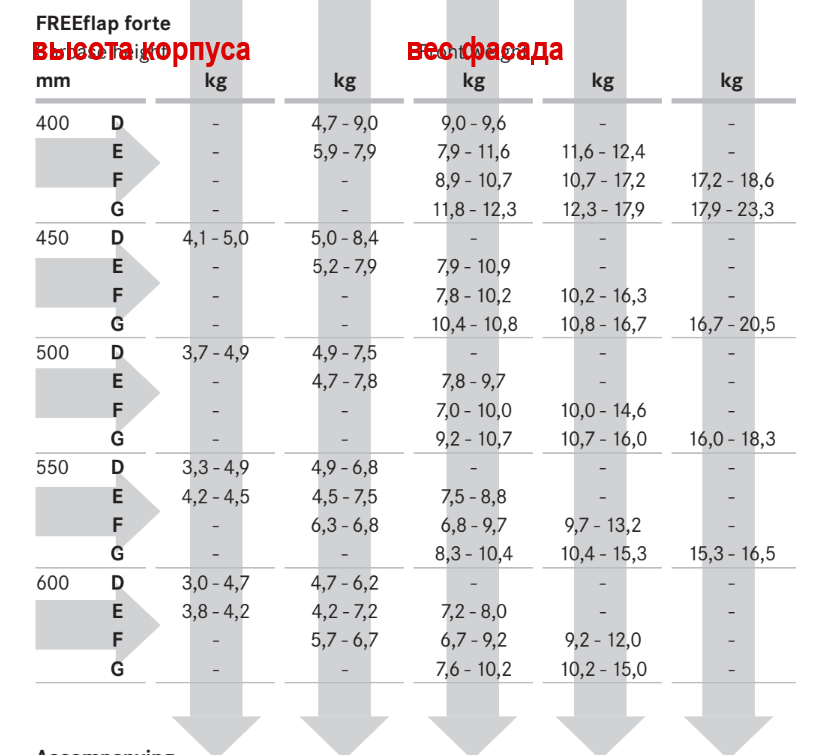 FREEflap forte
высота корпуса вес фасада
mm kg kg kg kg kg
400 D - 4,7 - 9,0 9,0 - 9,6 - -
E - 5,9 - 7,9 7,9 - 11,6 11,6 - 12,4 -
F - - 8,9 - 10,7 10,7 - 17,2 17,2 - 18,6
G - - 11,8 - 12,3 12,3 - 17,9 17,9 - 23,3
450 D 4,1 - 5,0 5,0 - 8,4 - - -
E - 5,2 - 7,9 7,9 - 10,9 - -
F - - 7,8 - 10,2 10,2 - 16,3 -
G - - 10,4 - 10,8 10,8 - 16,7 16,7 - 20,5
500 D 3,7 - 4,9 4,9 - 7,5 - - -
E - 4,7 - 7,8 7,8 - 9,7 - -
F - - 7,0 - 10,0 10,0 - 14,6 -
G - - 9,2 - 10,7 10,7 - 16,0 16,0 - 18,3
550 D 3,3 - 4,9 4,9 - 6,8 - - -
E 4,2 - 4,5 4,5 - 7,5 7,5 - 8,8 - -
F - 6,3 - 6,8 6,8 - 9,7 9,7 - 13,2 -
G - - 8,3 - 10,4 10,4 - 15,3 15,3 - 16,5
600 D 3,0 - 4,7 4,7 - 6,2 - - -
E 3,8 - 4,2 4,2 - 7,2 7,2 - 8,0 - -
F - 5,7 - 6,7 6,7 - 9,2 9,2 - 12,0 -
G - - 7,6 - 10,2 10,2 - 15,0 -